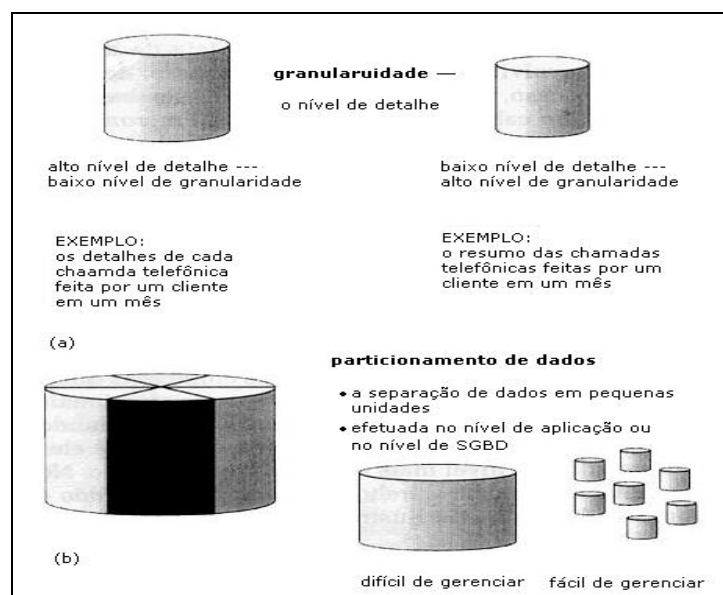 granularuidade —
o nível de detalhe
alto nível de detalhe ---
baixo nível de granularidade
baixo nível de detalhe ---
alto nível de granularidade
EXEMPLO:
os detalhes de cada
chaamda telefônica
feita por um cliente
em um mês
EXEMPLO:
o resumo das chamadas
telefônicas feitas por um
cliente em um mês
(a)
particionamento de dados
• a separação de dados em pequenas
unidades
• efetuada no nível de aplicação ou
no nível de SGBD
(b)
difícil de gerenciar
fácil de gerenciar